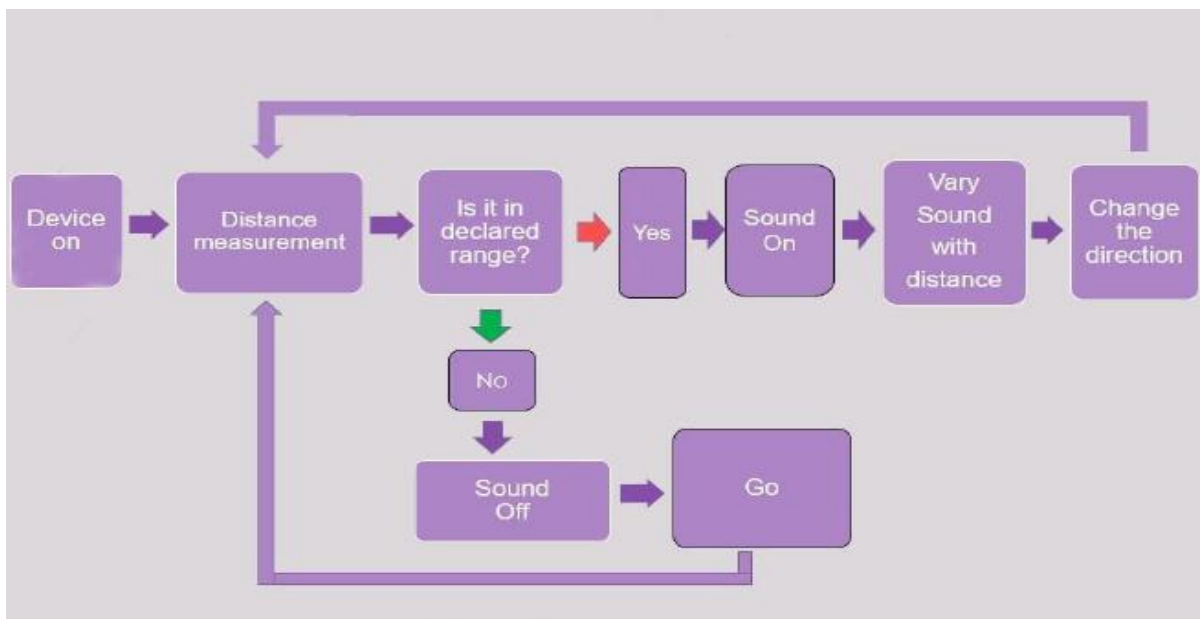 Device
on
Distance
measurement
Is it in
declared
range?
Yes
Sound
On
Vary
Sound
with
distance
Change
the
direction
No
Sound
Off
Go